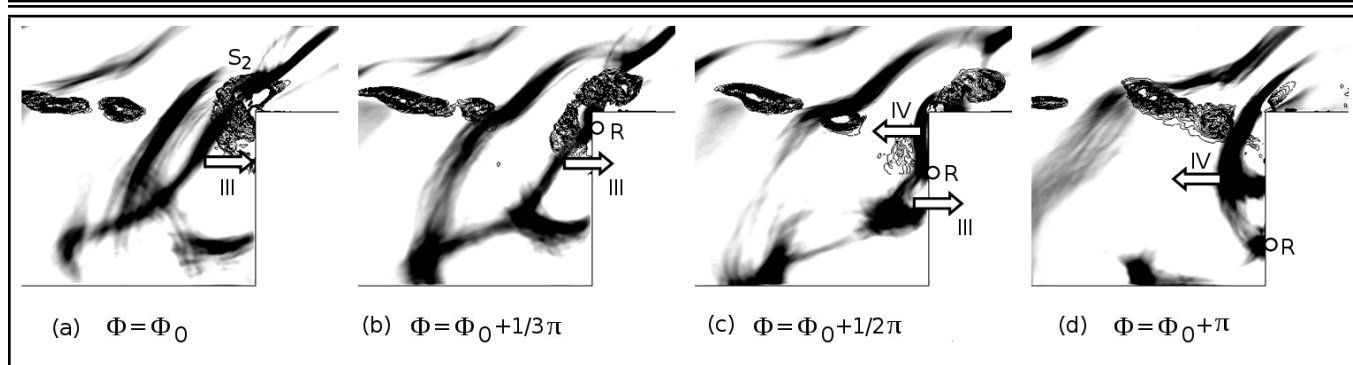 S₂
III
R
III
IV
R
III
IV
R
(a) Φ=Φ₀
(b) Φ=Φ₀+1/3π
(c) Φ=Φ₀+1/2π
(d) Φ=Φ₀+π